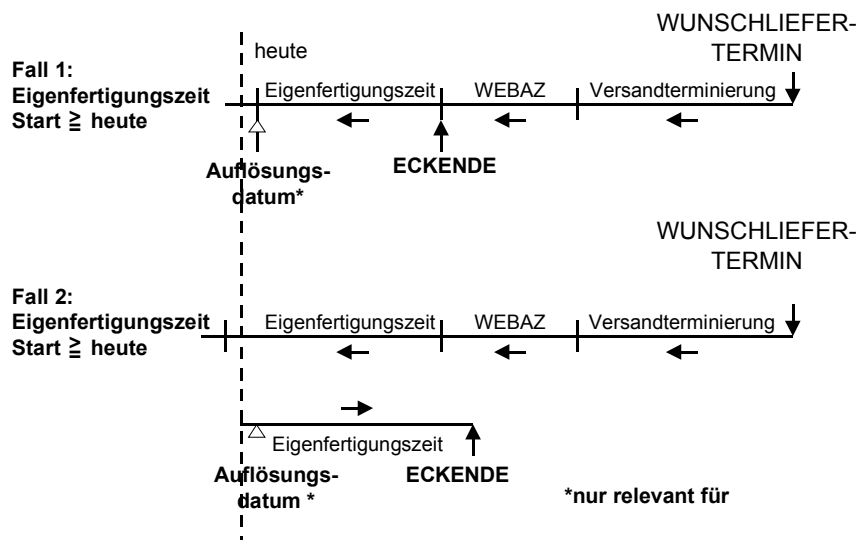 WUNSCHLIEFER-
TERMIN
heute
Fall 1:
Eigenfertigungszeit
Start ≧ heute
Eigenfertigungszeit
WEBAZ
Versandterminierung
Auflösungs-
datum*
ECKENDE
WUNSCHLIEFER-
TERMIN
Fall 2:
Eigenfertigungszeit
Start ≧ heute
Eigenfertigungszeit
WEBAZ
Versandterminierung
Eigenfertigungszeit
Auflösungs-
datum *
ECKENDE
*nur relevant für